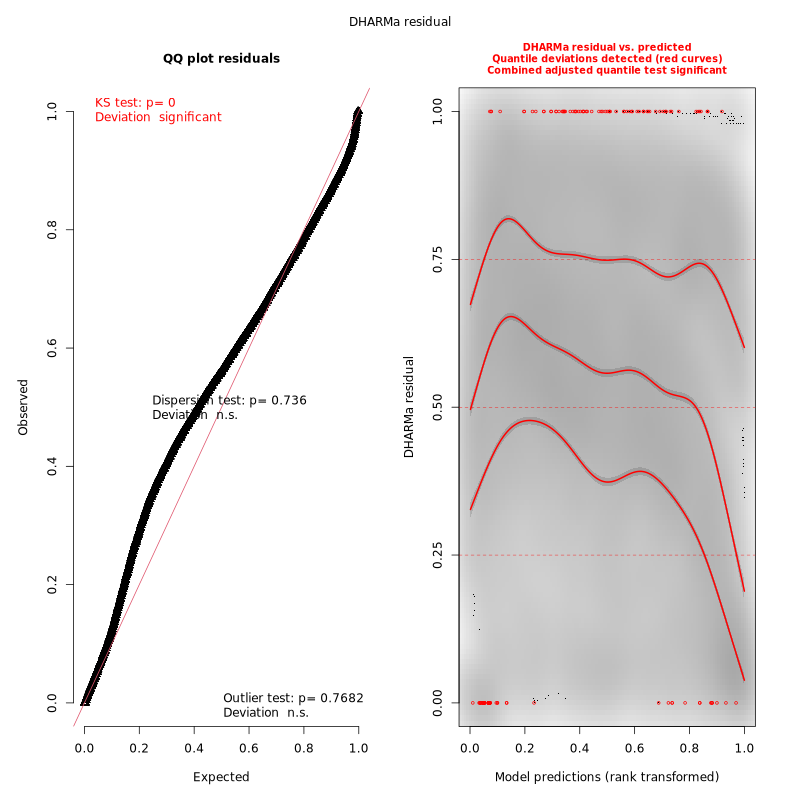 DHARMa residual
QQ plot residuals
KS test: p= 0
Deviation  significant
Dispersion test: p= 0.736
Deviation  n.s.
Outlier test: p= 0.7682
Deviation  n.s.
Observed
0.0
0.2
0.4
0.6
0.8
1.0
0.0 0.2 0.4 0.6 0.8 1.0
Expected
DHARMa residual vs. predicted
Quantile deviations detected (red curves)
Combined adjusted quantile test significant
DHARMa residual
0.00
0.25
0.50
0.75
1.00
0.0 0.2 0.4 0.6 0.8 1.0
Model predictions (rank transformed)